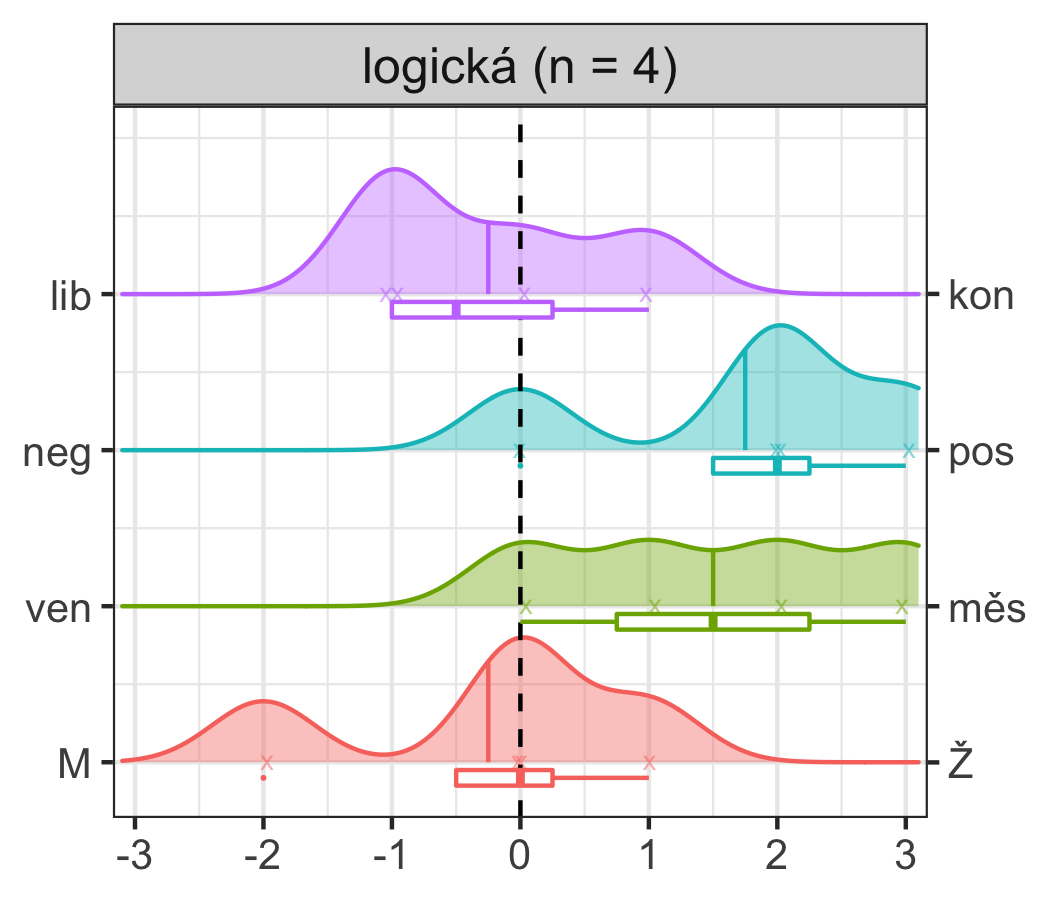 logická (n = 4)
lib kon
neg pos
ven měs
M Ž
-3 -2 -1 0 1 2 3